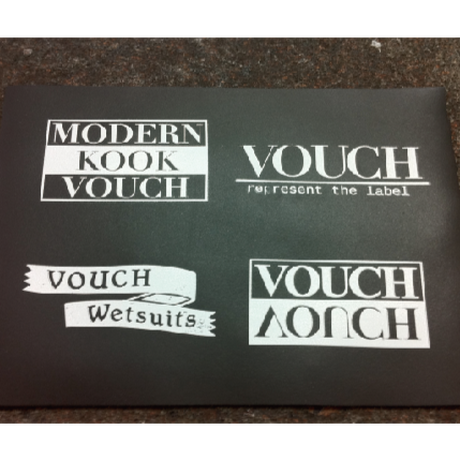 MODERN
KOOK
VOUCH
VOUCH
represent the label
VOUCH
Wetsuits
VOUCH
VOUCH